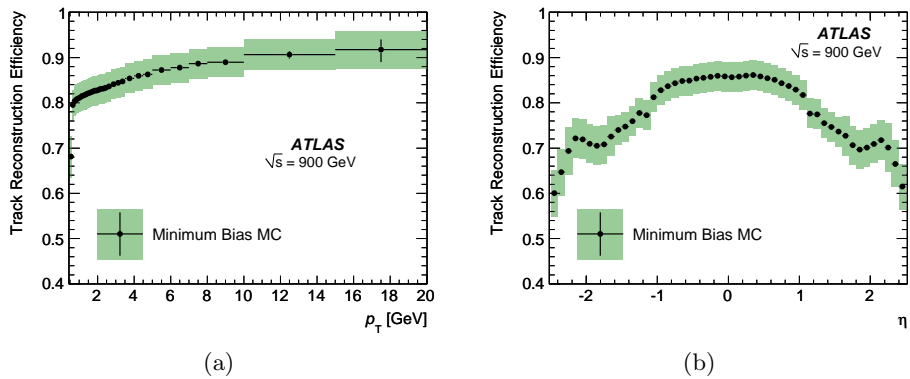 Track Reconstruction Efficiency
1
0.9
0.8
0.7
0.6
0.5
0.4
ATLAS
√s = 900 GeV
Minimum Bias MC
2 4 6 8 10 12 14 16 18 20
p_T [GeV]
(a)
Track Reconstruction Efficiency
1
0.9
0.8
0.7
0.6
0.5
0.4
ATLAS
√s = 900 GeV
Minimum Bias MC
-2 -1 0 1 2
η
(b)